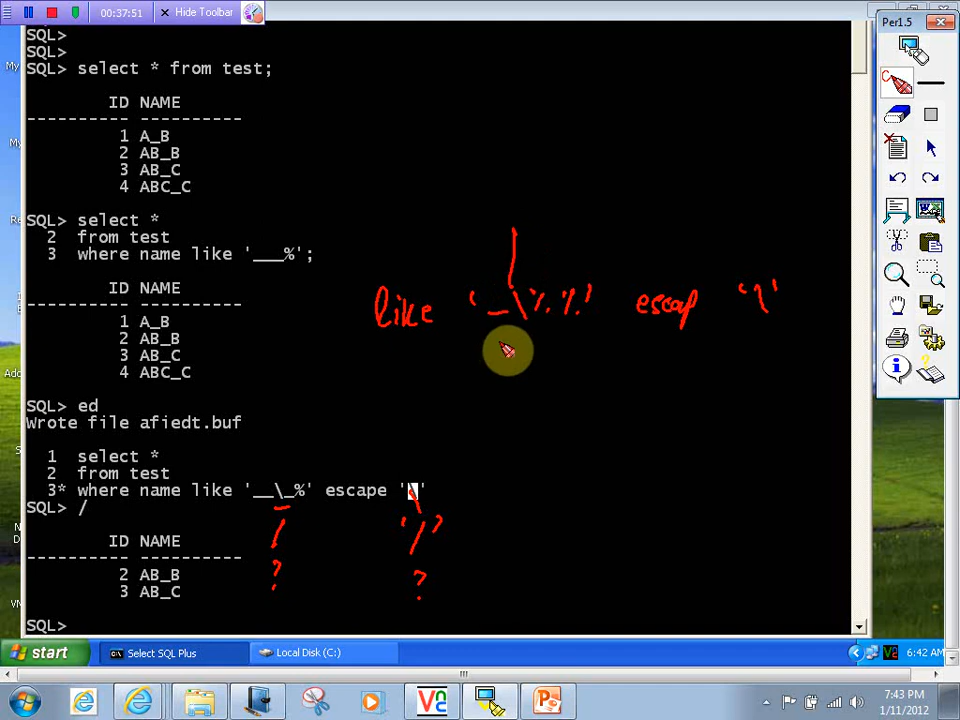 00:37:51 Hide Toolbar
Per1.5
SQL>
SQL>
SQL> select * from test;
ID NAME
---------- ----------
1 A_B
2 AB_B
3 AB_C
4 ABC_C
SQL> select *
2 from test
3 where name like '___%';
ID NAME
---------- ----------
1 A_B
2 AB_B
3 AB_C
4 ABC_C
like '_\%%' escap '\'
SQL> ed
Wrote file afiedt.buf
1 select *
2 from test
3* where name like '__\_%' escape '\'
SQL> /
/ '/'
? ?
ID NAME
---------- ----------
2 AB_B
3 AB_C
SQL>
start Select SQL Plus Local Disk (C:) 6:42 AM
7:43 PM
1/11/2012